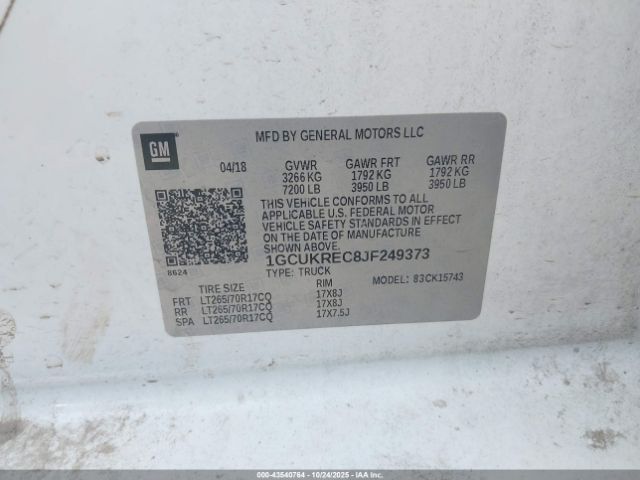 GM
MFD BY GENERAL MOTORS LLC
04/18 GVWR GAWR FRT GAWR RR
3266 KG 1792 KG 1792 KG
7200 LB 3950 LB 3950 LB
THIS VEHICLE CONFORMS TO ALL
APPLICABLE U.S. FEDERAL MOTOR
VEHICLE SAFETY STANDARDS IN EFFECT
ON THE DATE OF MANUFACTURE
SHOWN ABOVE.
8624
1GCUKREC8JF249373
TYPE: TRUCK MODEL: 83CK15743
TIRE SIZE RIM
FRT LT265/70R17CQ 17X8J
RR LT265/70R17CQ 17X8J
SPA LT265/70R17CQ 17X7.5J
000-43540764 - 10/24/2025 - IAAI.COM